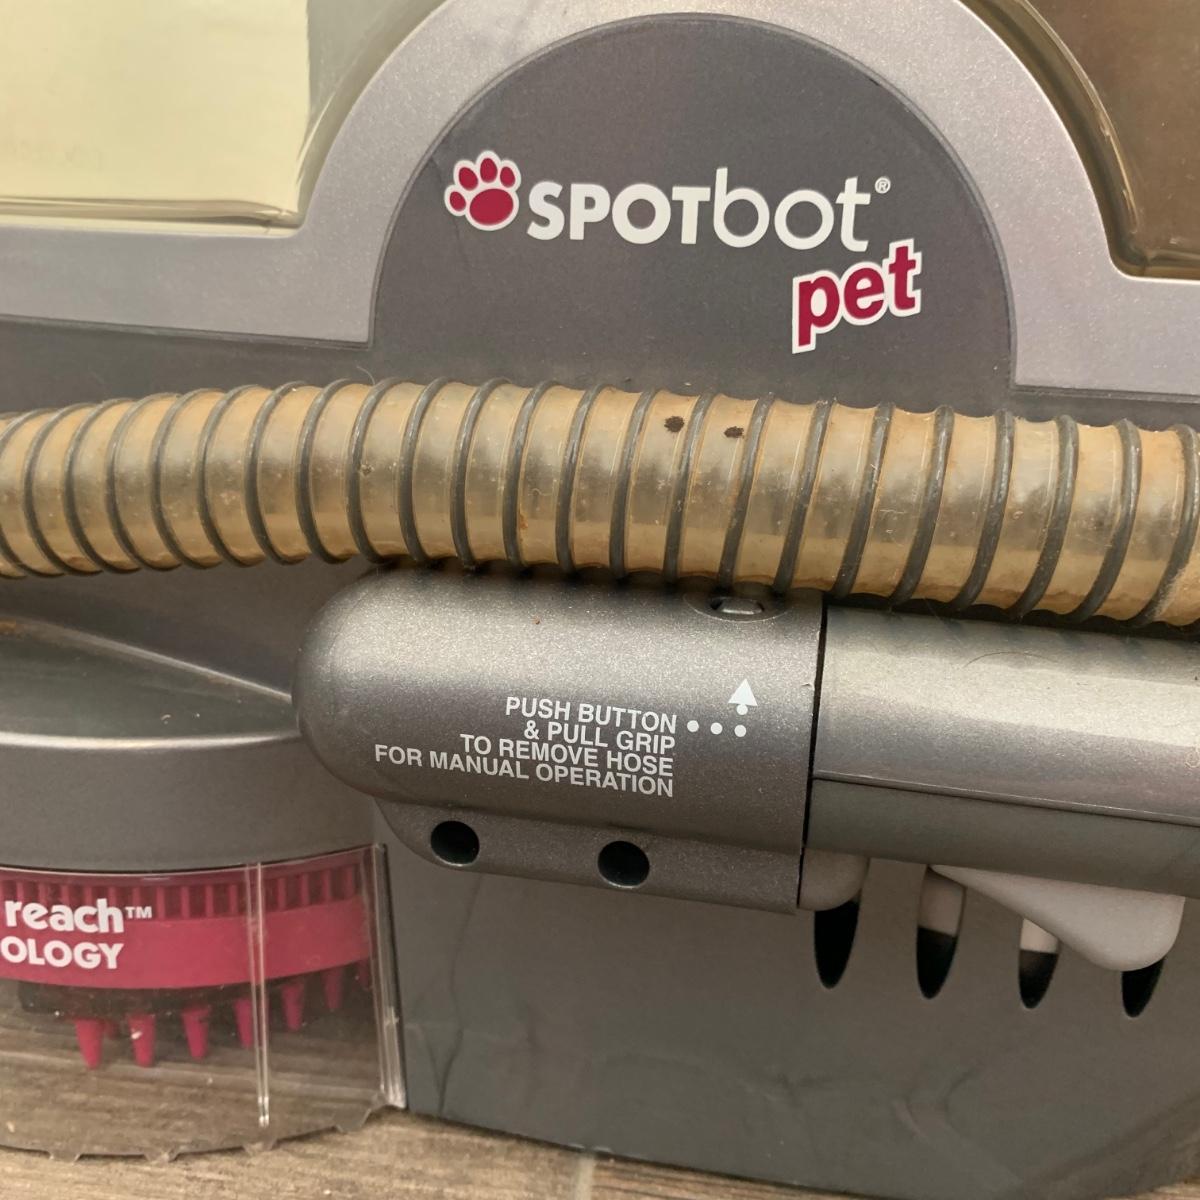 SPOTbot®
pet
PUSH BUTTON
& PULL GRIP
TO REMOVE HOSE
FOR MANUAL OPERATION
reach™
OLOGY